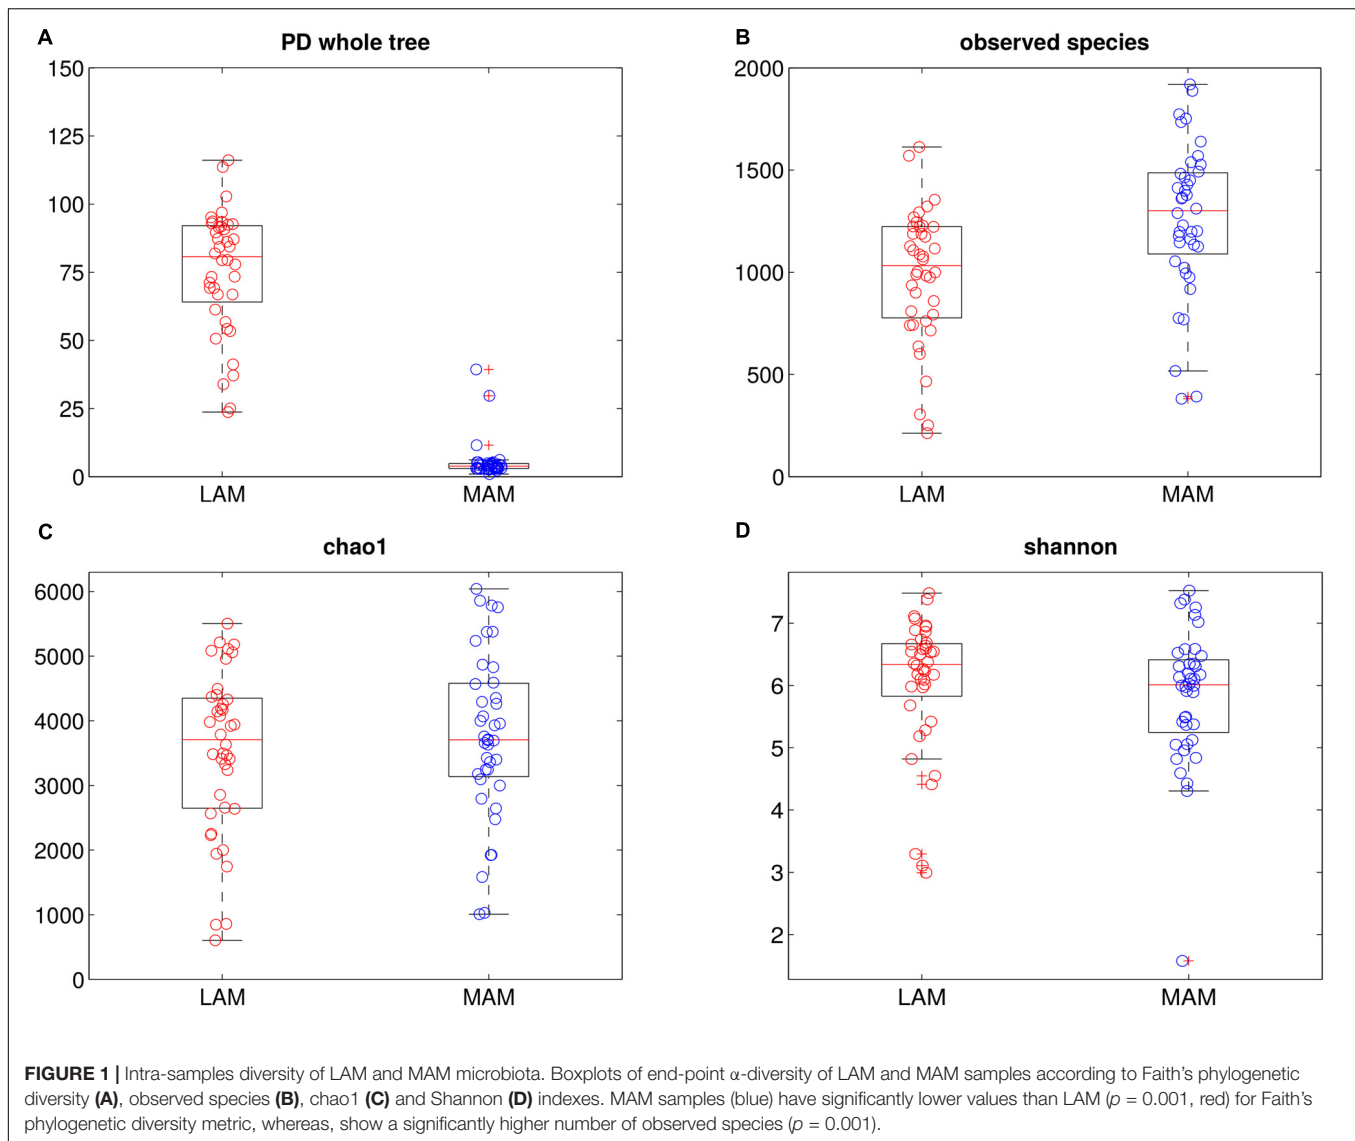 A
PD whole tree
150
125
100
75
50
25
0
LAM
MAM
B
observed species
2000
1500
1000
500
0
LAM
MAM
C
chao1
6000
5000
4000
3000
2000
1000
0
LAM
MAM
D
shannon
7
6
5
4
3
2
LAM
MAM
FIGURE 1 | Intra-samples diversity of LAM and MAM microbiota. Boxplots of end-point α-diversity of LAM and MAM samples according to Faith's phylogenetic
diversity (A), observed species (B), chao1 (C) and Shannon (D) indexes. MAM samples (blue) have significantly lower values than LAM (p = 0.001, red) for Faith's
phylogenetic diversity metric, whereas, show a significantly higher number of observed species (p = 0.001).